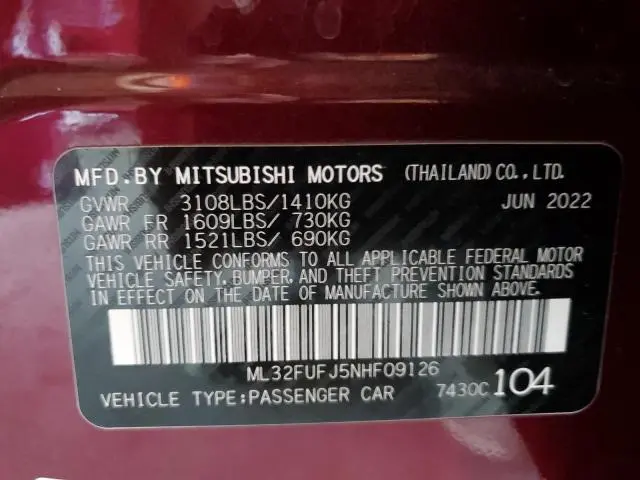 MFD.BY MITSUBISHI MOTORS (THAILAND)CO.,LTD.
GVWR 3108LBS/1410KG JUN 2022
GAWR FR 1609LBS/ 730KG
GAWR RR 1521LBS/ 690KG
THIS VEHICLE CONFORMS TO ALL APPLICABLE FEDERAL MOTOR
VEHICLE SAFETY,BUMPER,AND THEFT PREVENTION STANDARDS
IN EFFECT ON THE DATE OF MANUFACTURE SHOWN ABOVE.
ML32FUFJ5NHF09126
VEHICLE TYPE:PASSENGER CAR 7430C 104